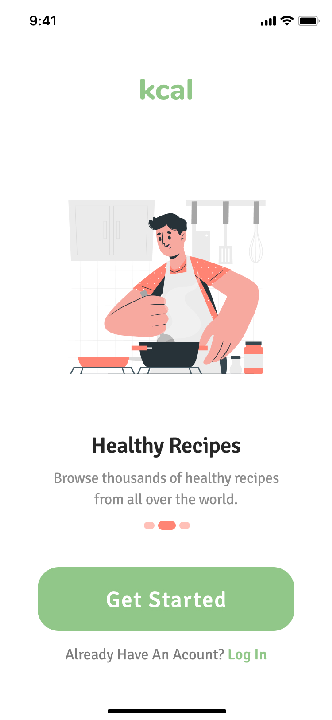 9:41
kcal
Healthy Recipes
Browse thousands of healthy recipes
from all over the world.
Get Started
Already Have An Acount? Log In